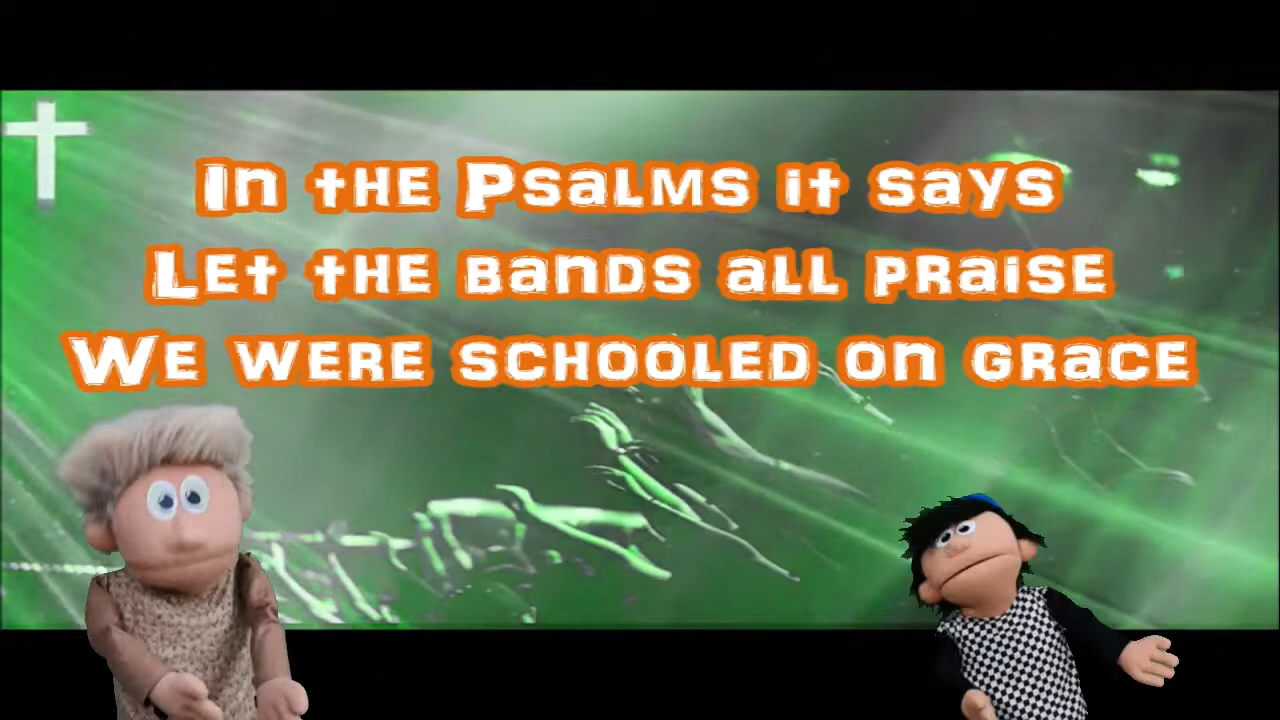 In the Psalms it says
Let the bands all praise
We were schooled on grace